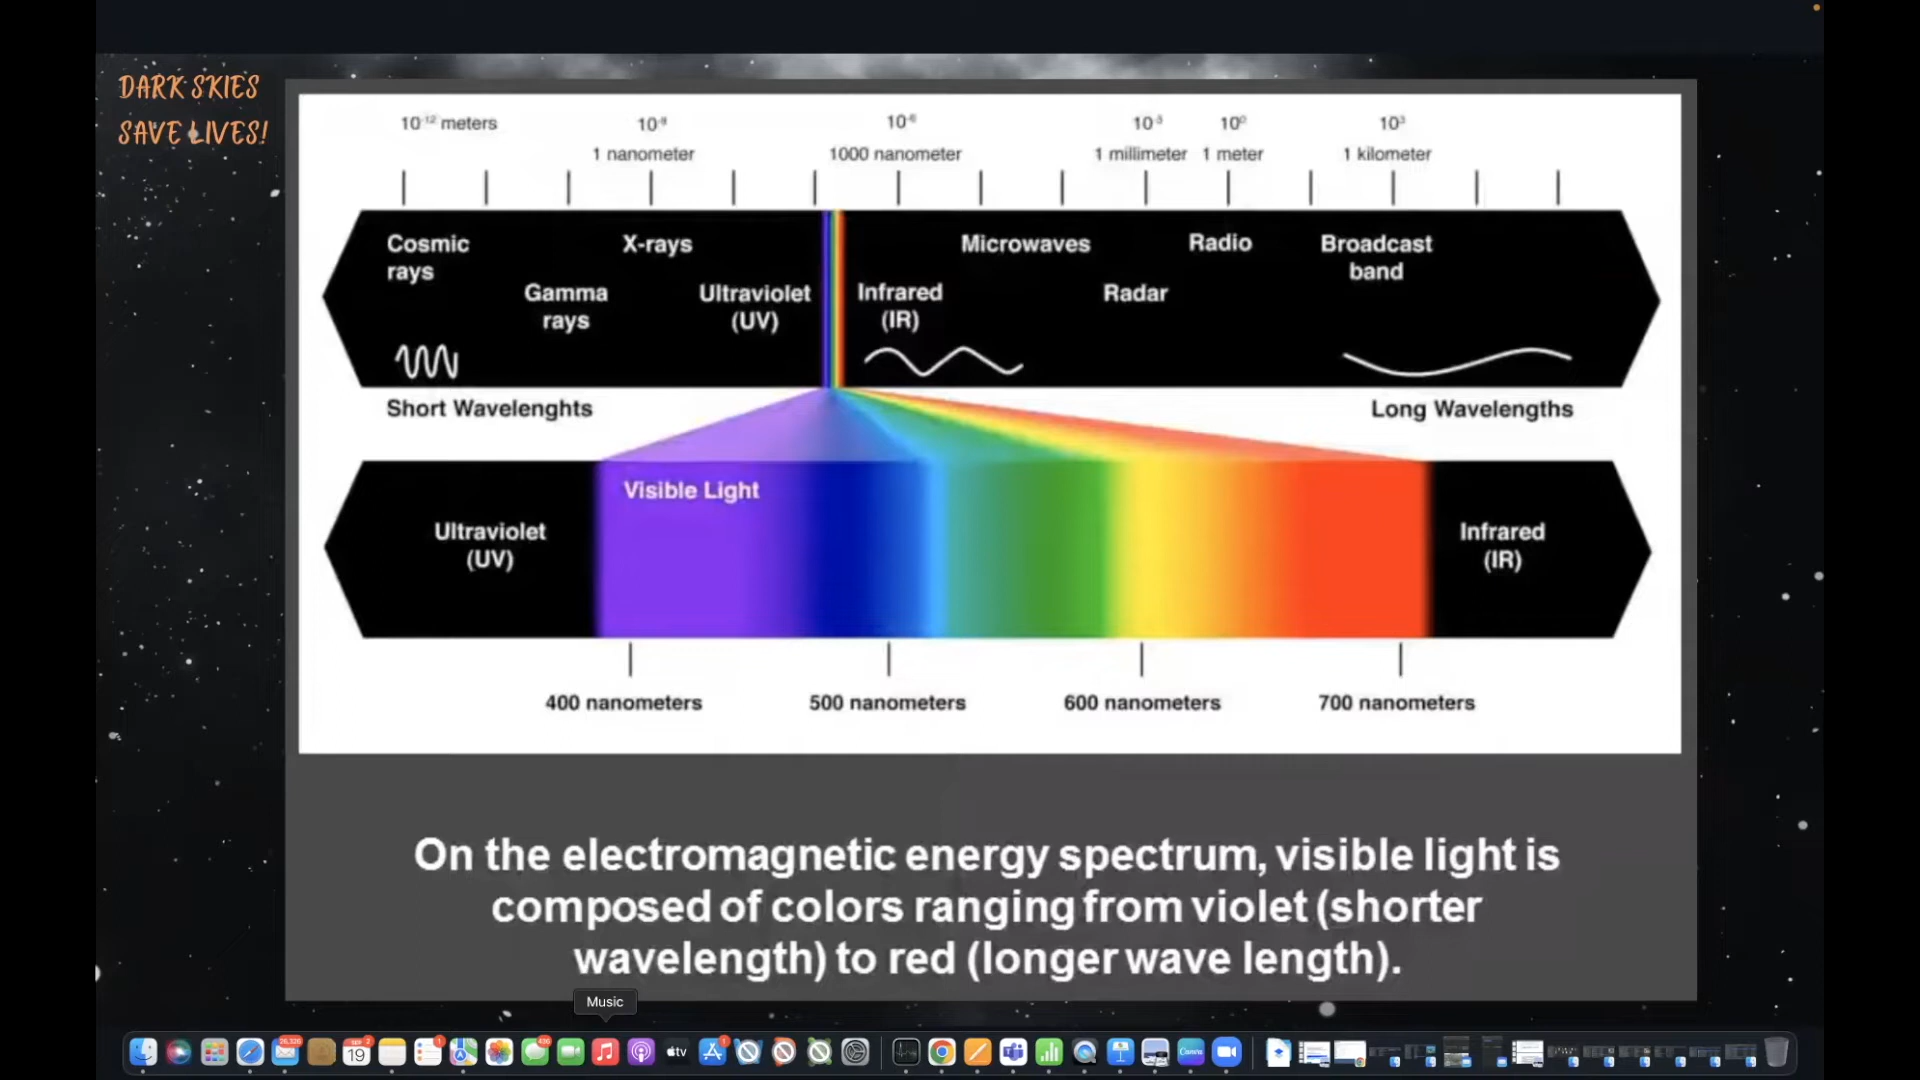 DARK SKIES
SAVE LIVES!
10⁻¹² meters 10⁻⁹ 10⁻⁶ 10⁻³ 10⁰ 10³
1 nanometer 1000 nanometer 1 millimeter 1 meter 1 kilometer
Cosmic
rays
X-rays
Microwaves
Radio
Broadcast
band
Gamma
rays
Ultraviolet
(UV)
Infrared
(IR)
Radar
Short Wavelenghts
Long Wavelengths
Visible Light
Ultraviolet
(UV)
Infrared
(IR)
400 nanometers 500 nanometers 600 nanometers 700 nanometers
On the electromagnetic energy spectrum, visible light is
composed of colors ranging from violet (shorter
wavelength) to red (longer wave length).
Music
19
tv
Canva